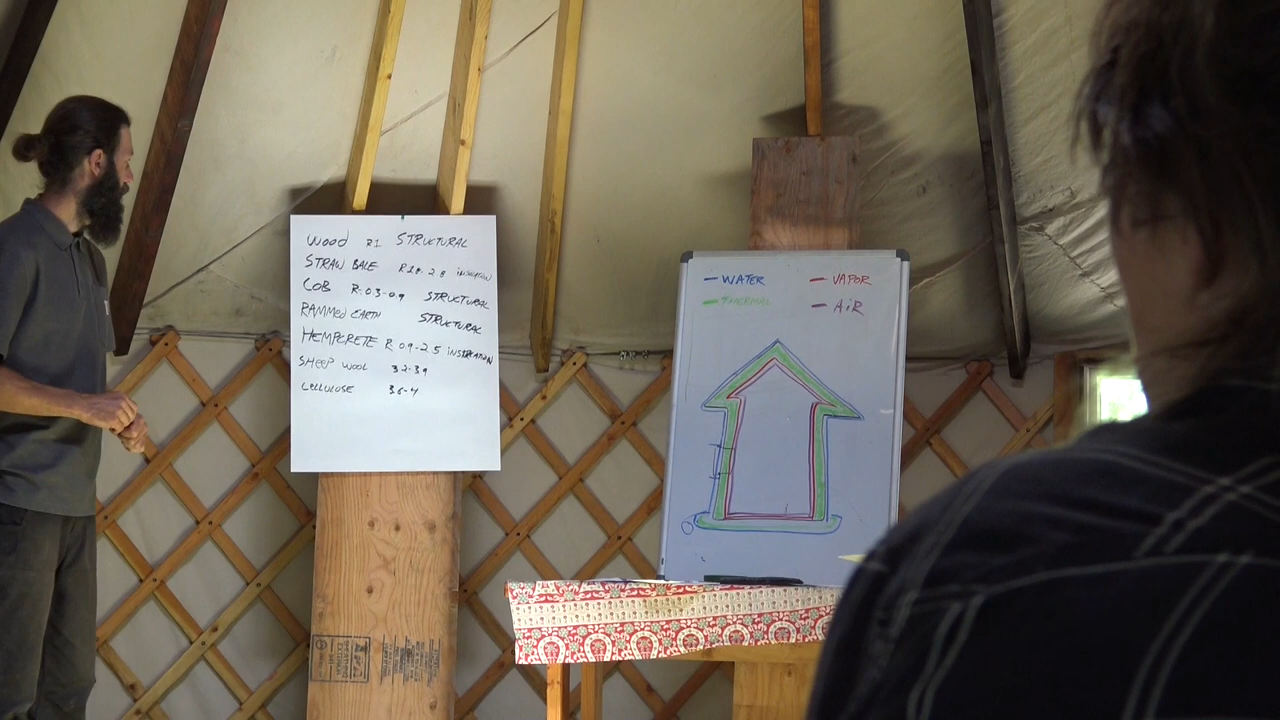 Wood R1 STRUCTURAL
STRAW BALE 2.8 INSULATION
COB R.0.3-0.9 STRUCTURAL
RAMMED EARTH STRUCTURAL
HEMPCRETE R 0.9-2.5 INSULATION
SHEEP WOOL 3.2-3.9
CELLULOSE 3.6-4
WATER VAPOR
THERMAL AIR